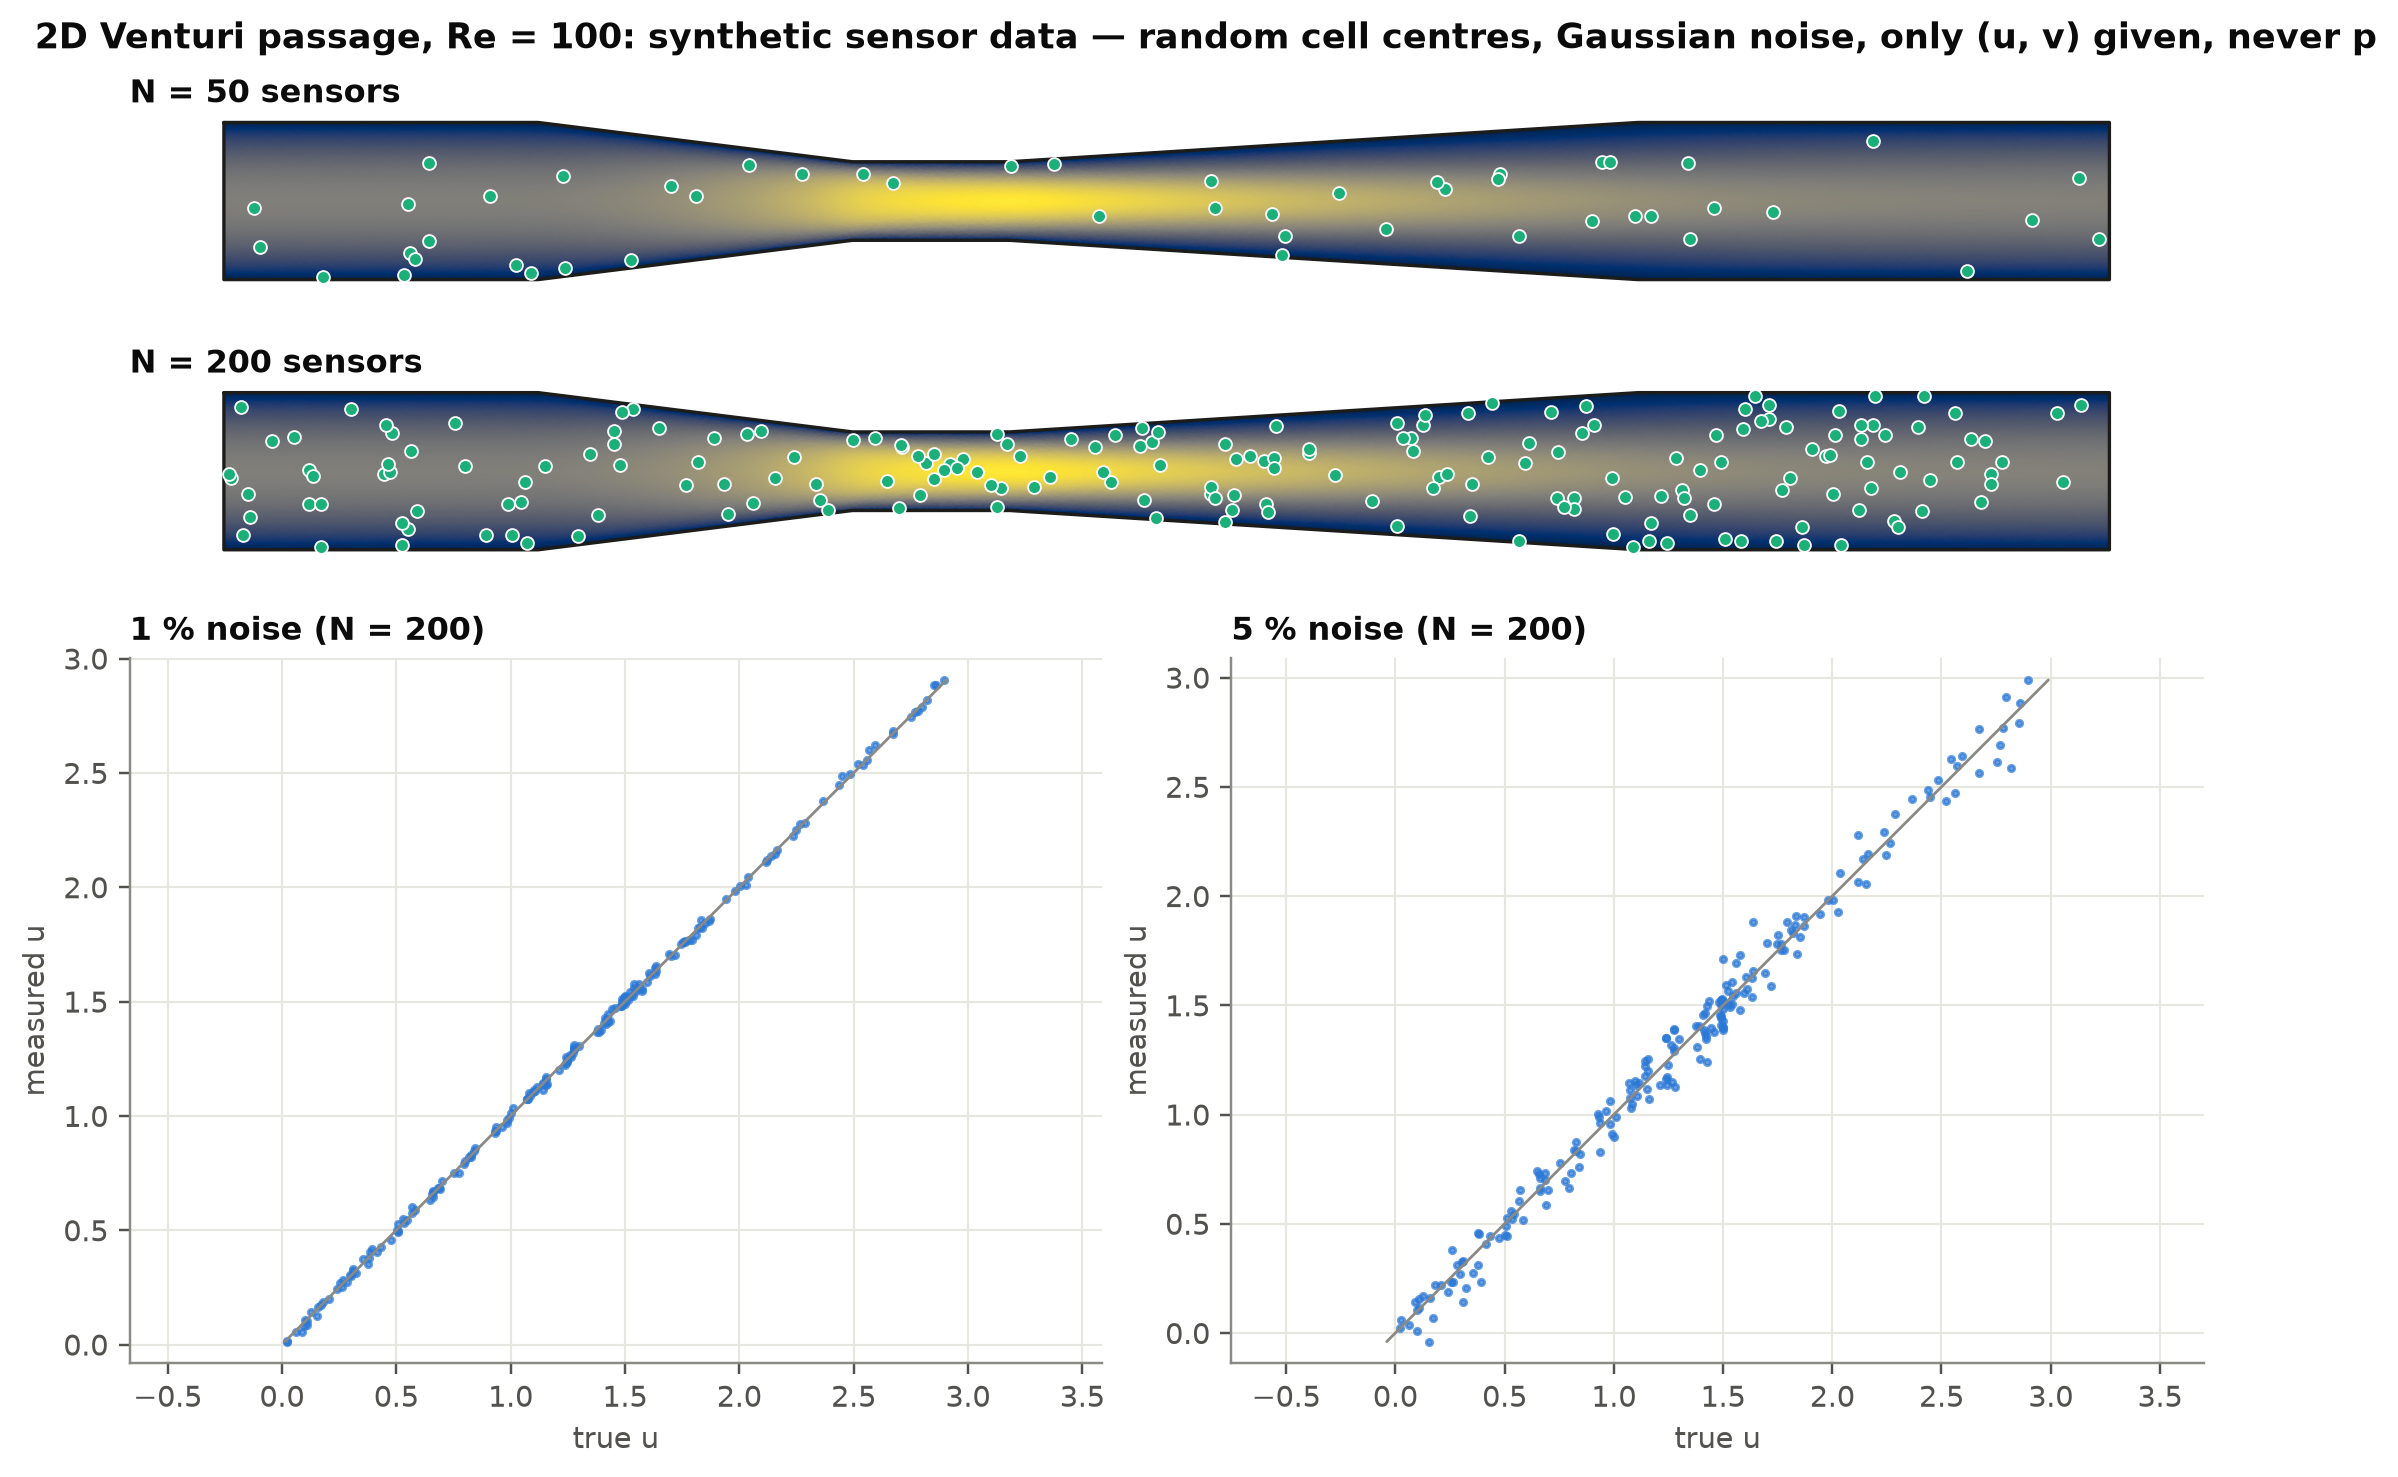 2D Venturi passage, Re = 100: synthetic sensor data — random cell centres, Gaussian noise, only (u, v) given, never p
N = 50 sensors
N = 200 sensors
1 % noise (N = 200)
3.0
2.5
2.0
1.5
1.0
0.5
0.0
measured u
−0.5 0.0 0.5 1.0 1.5 2.0 2.5 3.0 3.5
true u
5 % noise (N = 200)
3.0
2.5
2.0
1.5
1.0
0.5
0.0
measured u
−0.5 0.0 0.5 1.0 1.5 2.0 2.5 3.0 3.5
true u